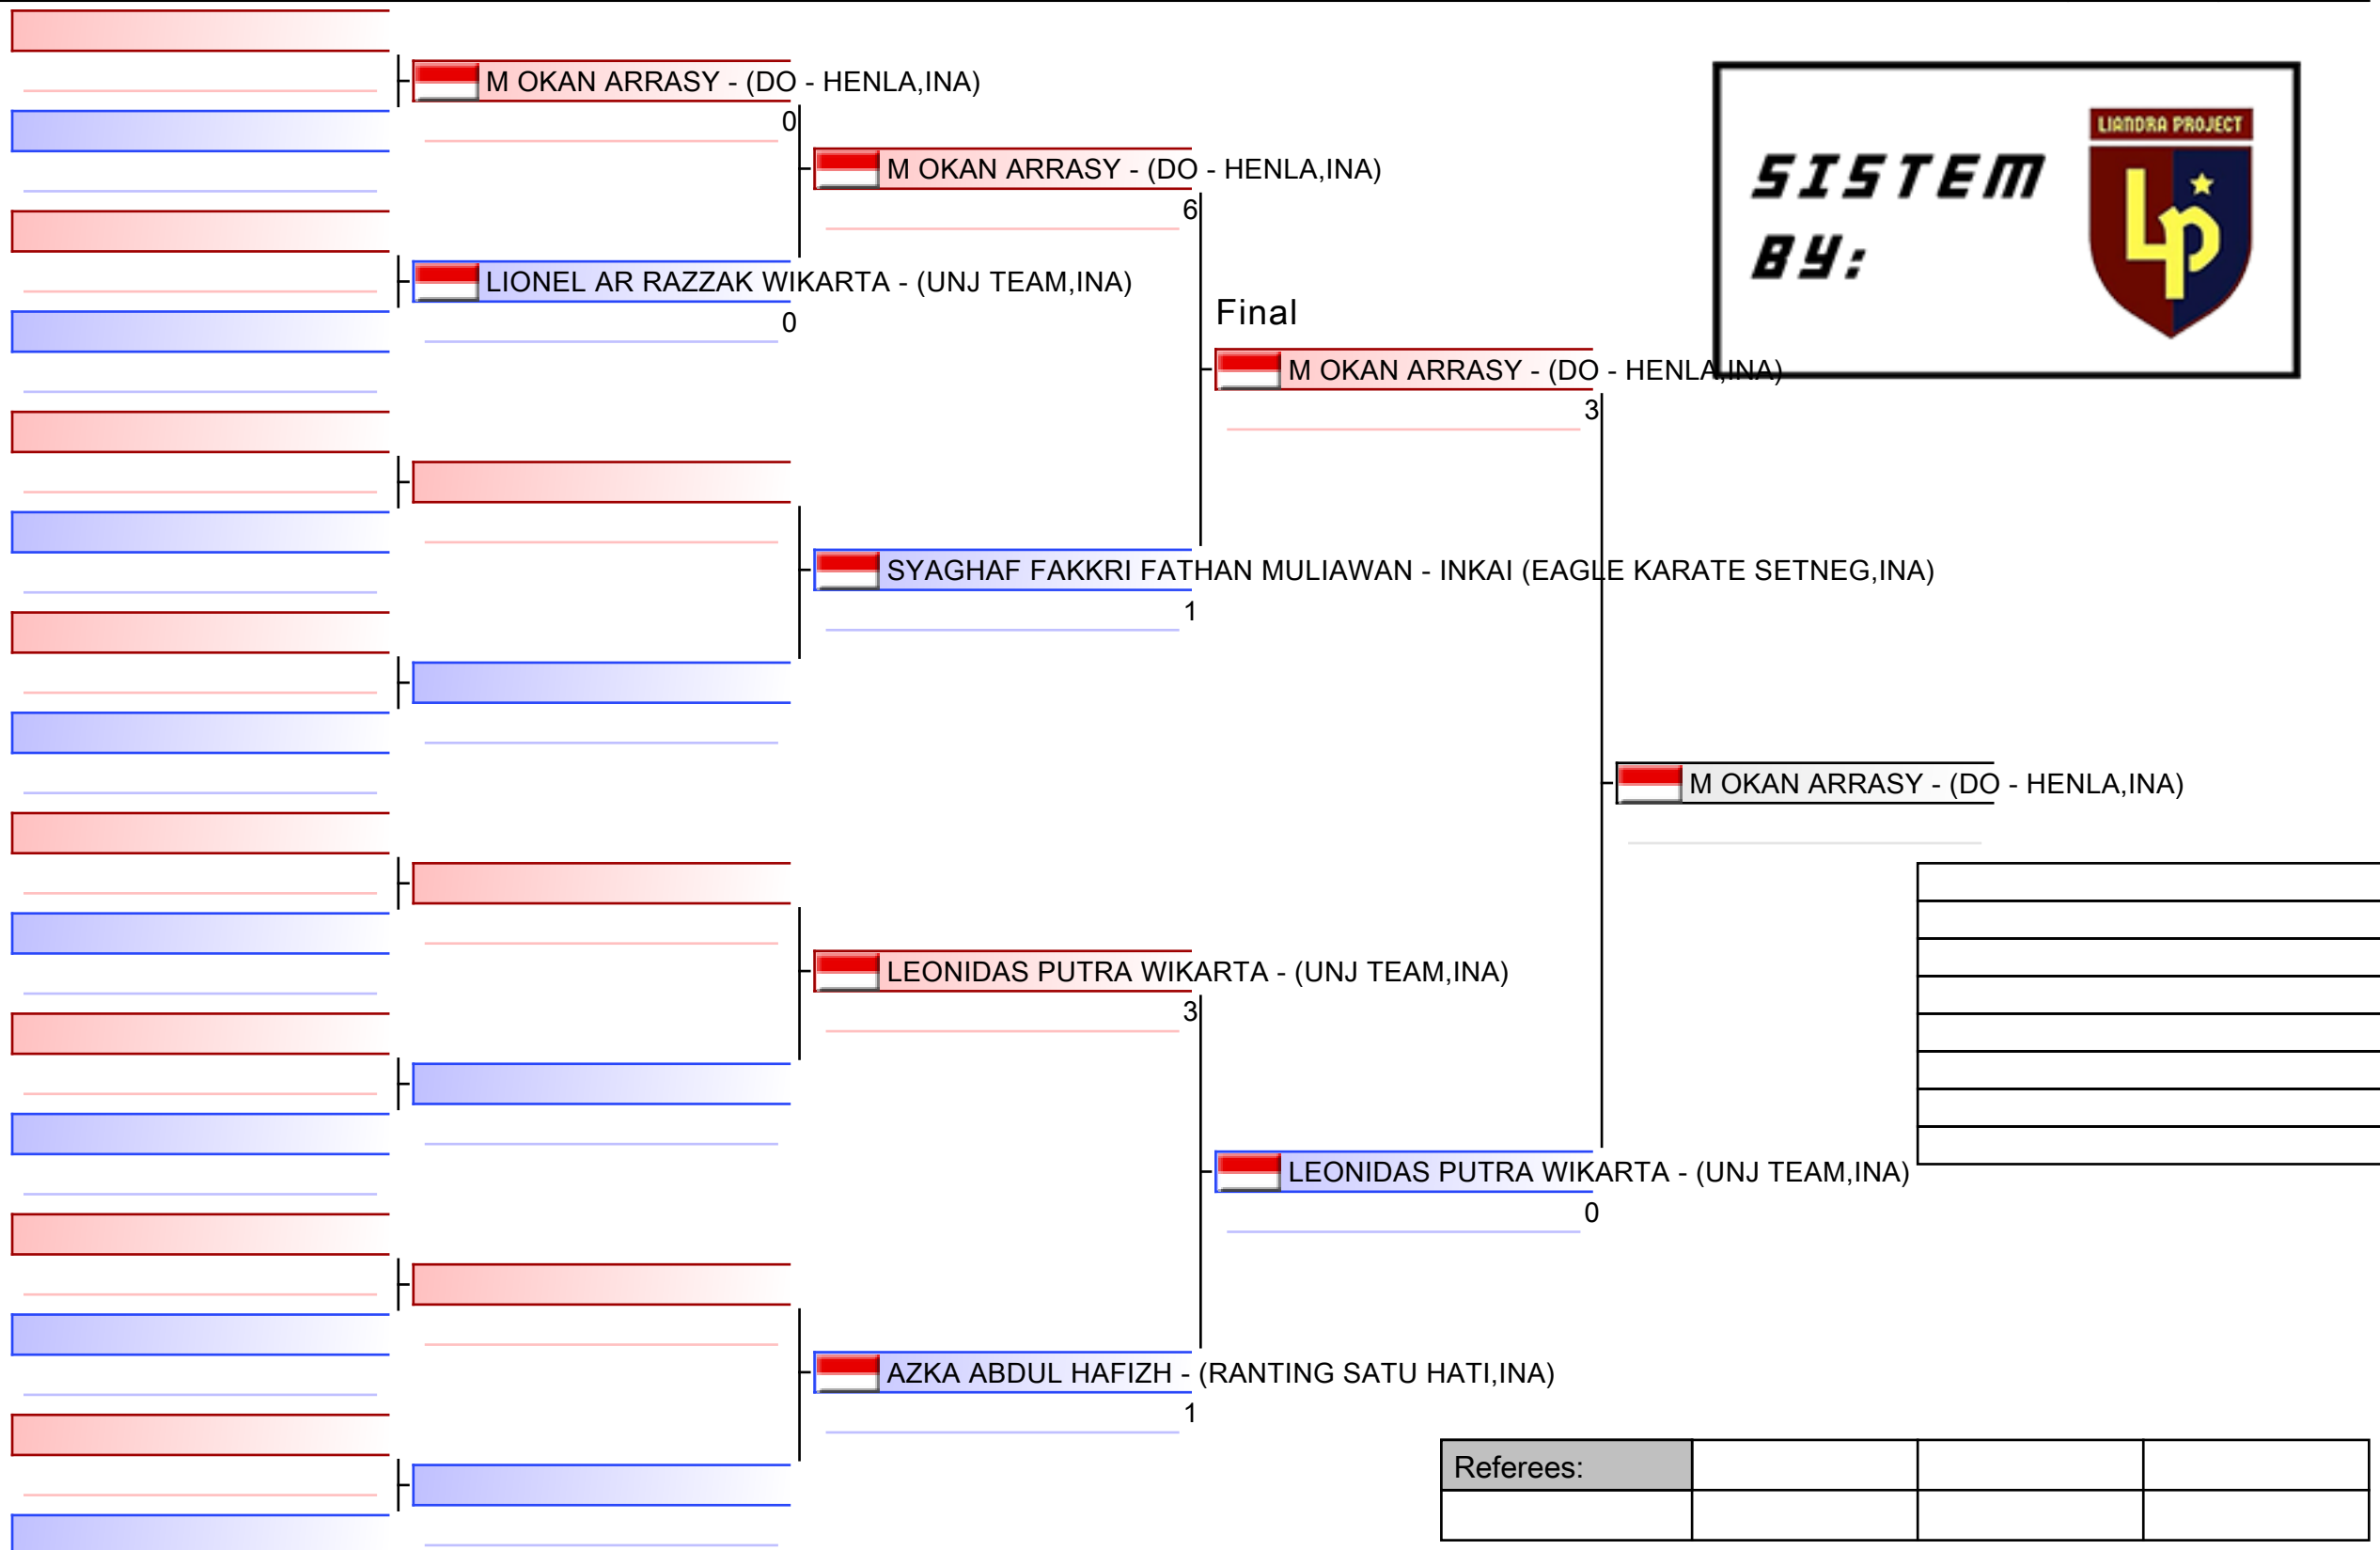 M OKAN ARRASY - (DO - HENLA,INA)
0
LIONEL AR RAZZAK WIKARTA - (UNJ TEAM,INA)
0
M OKAN ARRASY - (DO - HENLA,INA)
6
SYAGHAF FAKKRI FATHAN MULIAWAN - INKAI (EAGLE KARATE SETNEG,INA)
1
LEONIDAS PUTRA WIKARTA - (UNJ TEAM,INA)
3
AZKA ABDUL HAFIZH - (RANTING SATU HATI,INA)
1
Final
M OKAN ARRASY - (DO - HENLA,INA)
3
LEONIDAS PUTRA WIKARTA - (UNJ TEAM,INA)
0
M OKAN ARRASY - (DO - HENLA,INA)
SISTEM
BY:
LIANDRA PROJECT
Lp
Referees: